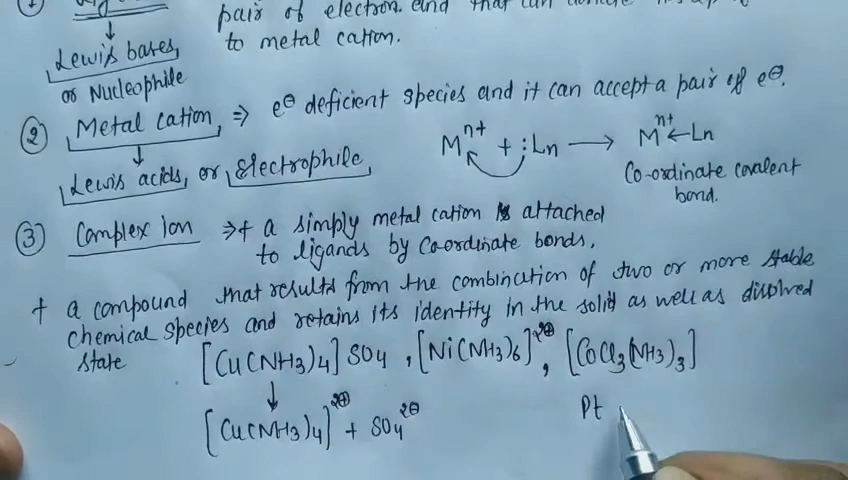 ①
pair of electron and that can
to metal cation.
Lewis bases,
or Nucleophile
② Metal cation, ⇒ e⊖ deficient species and it can accept a pair of e⊖.
↓
Lewis acids, or Electrophile,
Mⁿ⁺ + :Ln ⟶ Mⁿ⁺←Ln
Co-ordinate covalent
bond.
③ Complex Ion ⇒ + a simply metal cation is attached
to ligands by Coordinate bonds.
+ a compound that results from the combination of two or more stable
chemical species and retains its identity in the solid as well as disolved
state
[Cu(NH3)4] SO4 , [Ni(NH3)6]²⊕ , [CoCl3(NH3)3]
↓
[Cu(NH3)4]²⊕ + SO4²⊖
Pt